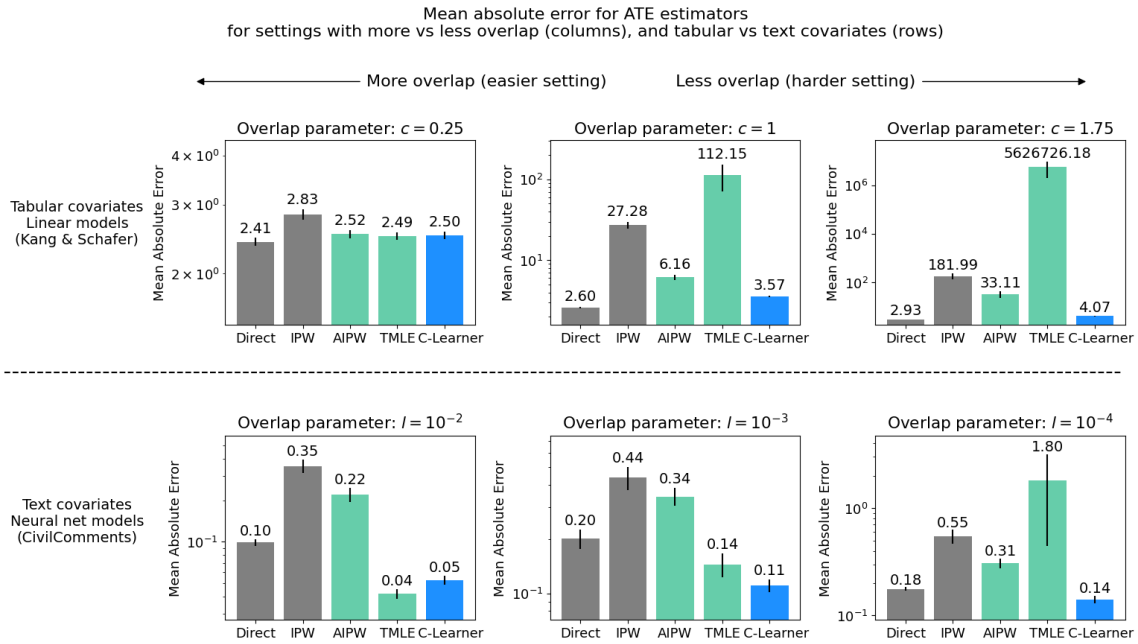 Mean absolute error for ATE estimators
for settings with more vs less overlap (columns), and tabular vs text covariates (rows)
More overlap (easier setting)
Less overlap (harder setting)
Tabular covariates
Linear models
(Kang & Schafer)
Overlap parameter: c = 0.25
Mean Absolute Error
4 × 10⁰
3 × 10⁰
2 × 10⁰
2.41
2.83
2.52
2.49
2.50
Direct IPW AIPW TMLE C-Learner
Overlap parameter: c = 1
Mean Absolute Error
10²
10¹
2.60
27.28
6.16
112.15
3.57
Direct IPW AIPW TMLE C-Learner
Overlap parameter: c = 1.75
Mean Absolute Error
10⁶
10⁴
10²
2.93
181.99
33.11
5626726.18
4.07
Direct IPW AIPW TMLE C-Learner
Text covariates
Neural net models
(CivilComments)
Overlap parameter: l = 10⁻²
Mean Absolute Error
10⁻¹
0.10
0.35
0.22
0.04
0.05
Direct IPW AIPW TMLE C-Learner
Overlap parameter: l = 10⁻³
Mean Absolute Error
10⁻¹
0.20
0.44
0.34
0.14
0.11
Direct IPW AIPW TMLE C-Learner
Overlap parameter: l = 10⁻⁴
Mean Absolute Error
10⁰
10⁻¹
0.18
0.55
0.31
1.80
0.14
Direct IPW AIPW TMLE C-Learner